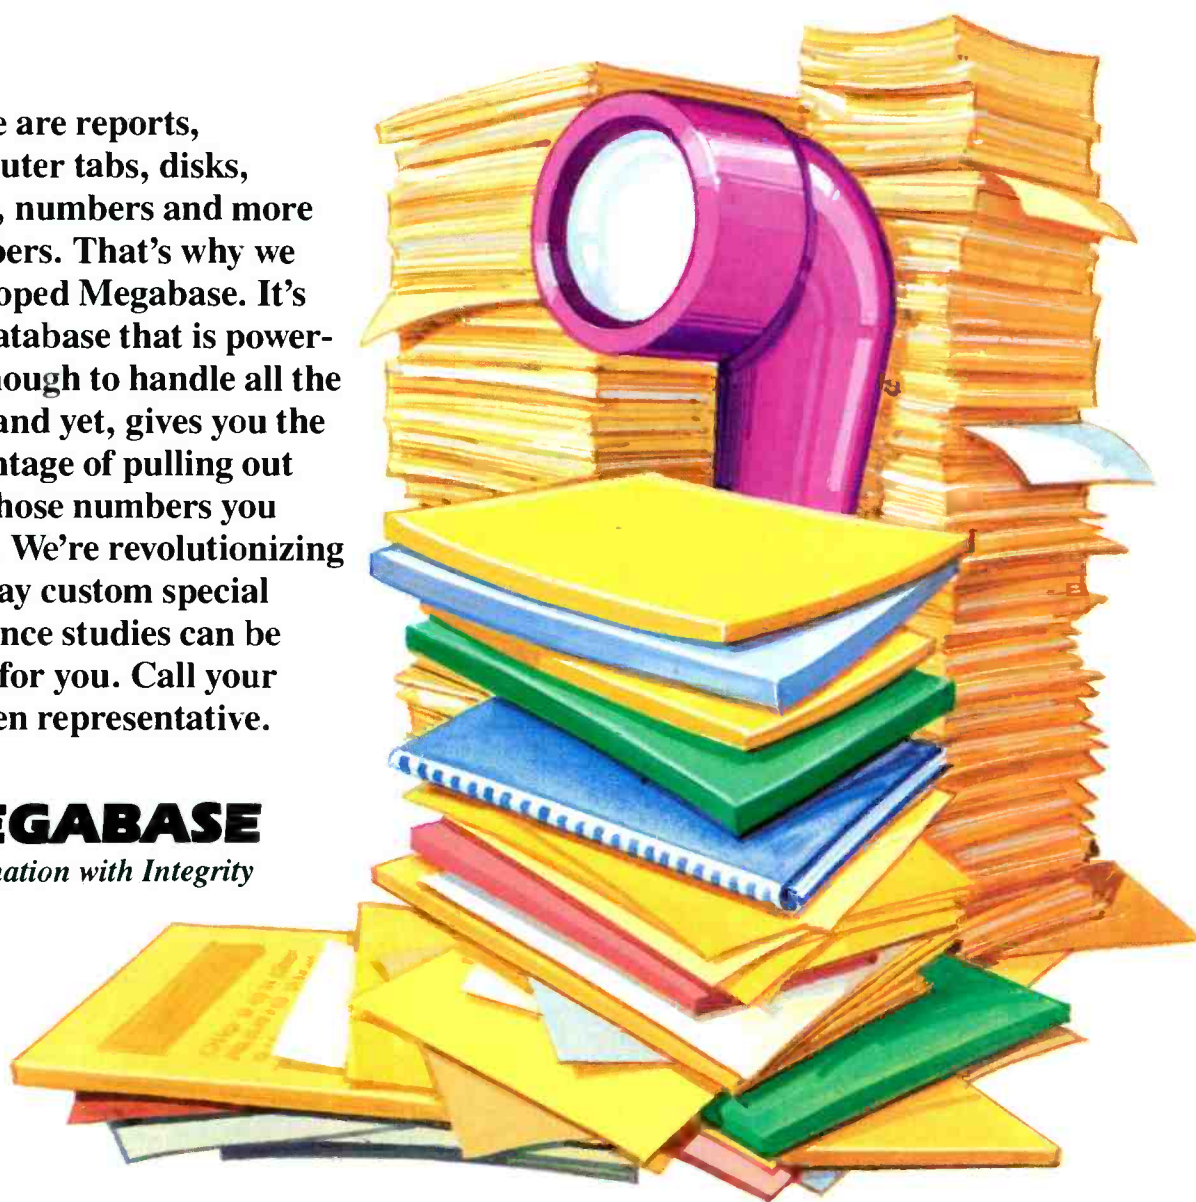 e are reports,
uter tabs, disks,
, numbers and more
bers. That's why we
oped Megabase. It's
atabase that is power-
nough to handle all the
and yet, gives you the
ntage of pulling out
hose numbers you
. We're revolutionizing
ay custom special
nce studies can be
for you. Call your
en representative.
EGABASE
nation with Integrity